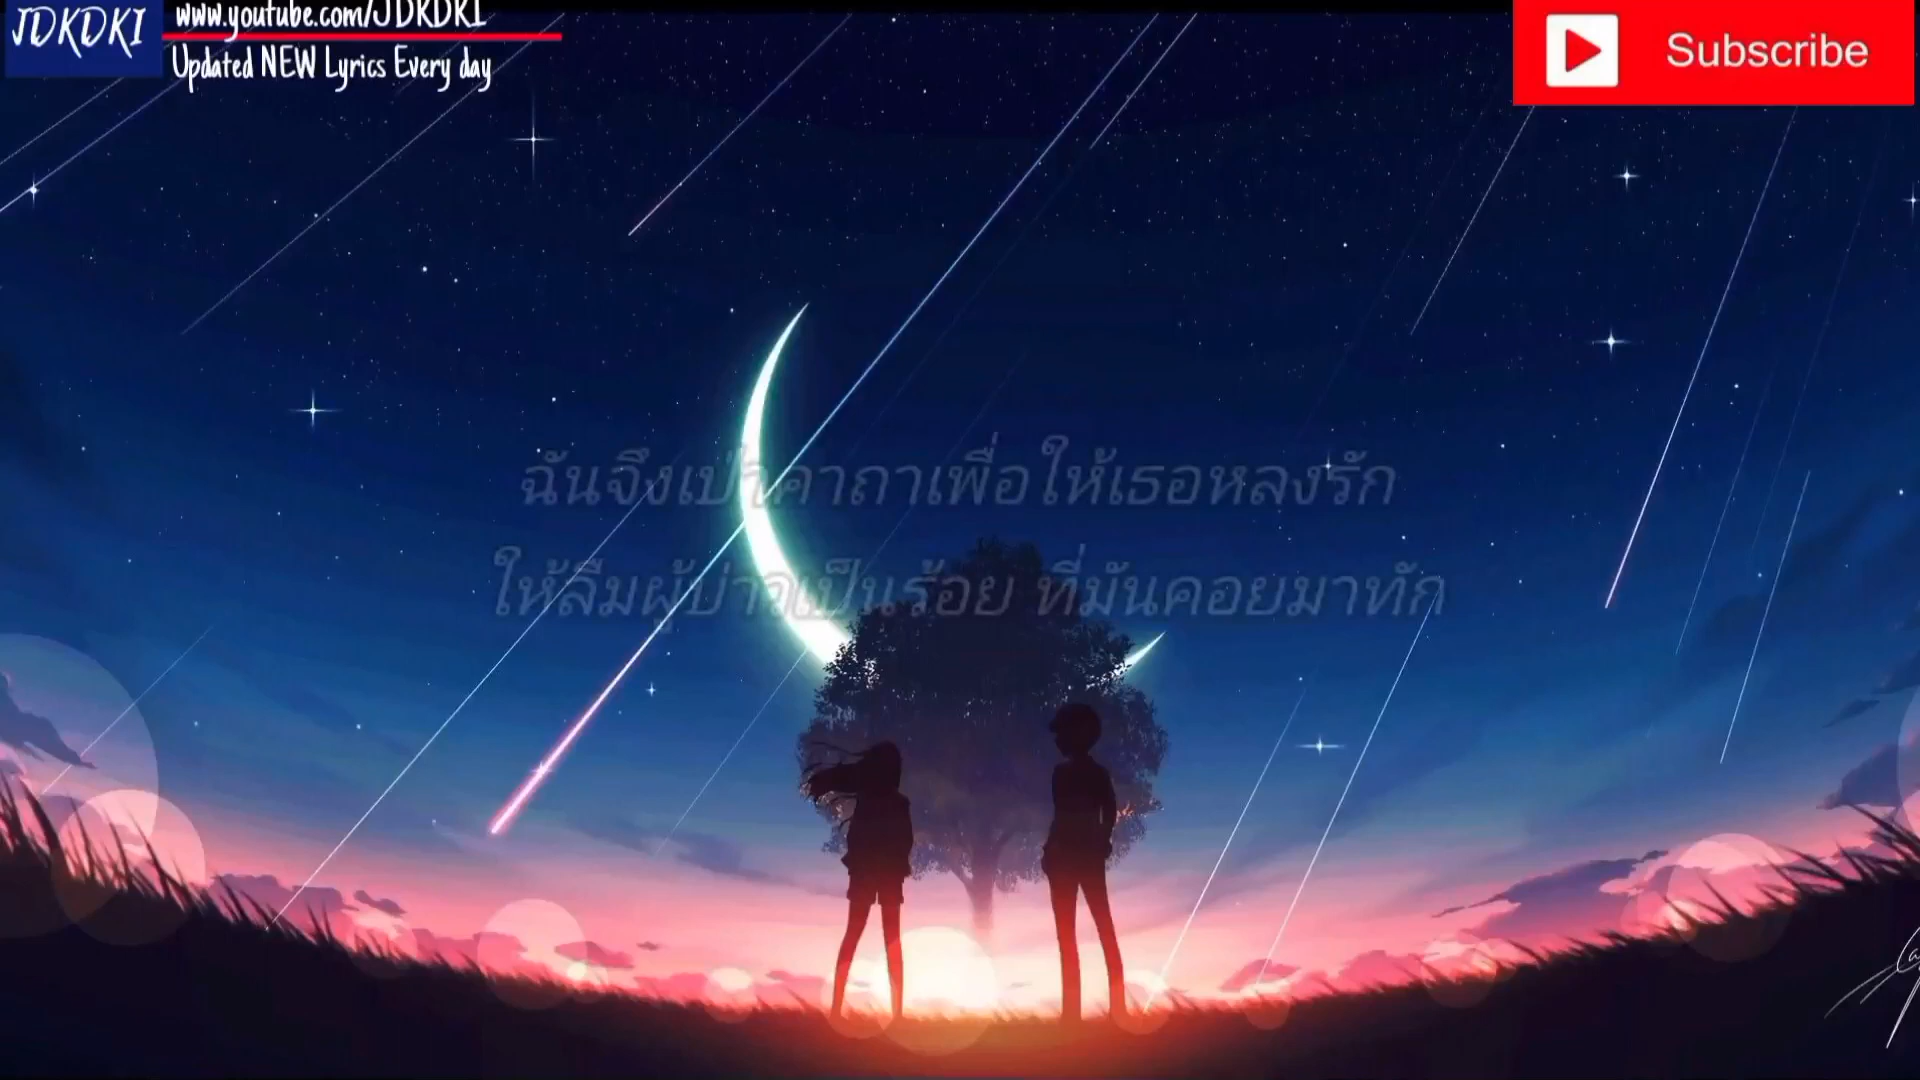 JDKDKI
www.youtube.com/JDKDKI
Updated NEW Lyrics Every day
Subscribe
ฉันจึงเป่าคาถาเพื่อให้เธอหลงรัก
ให้ลืมผู้บ่าวเป็นร้อย ที่มันคอยมาทัก